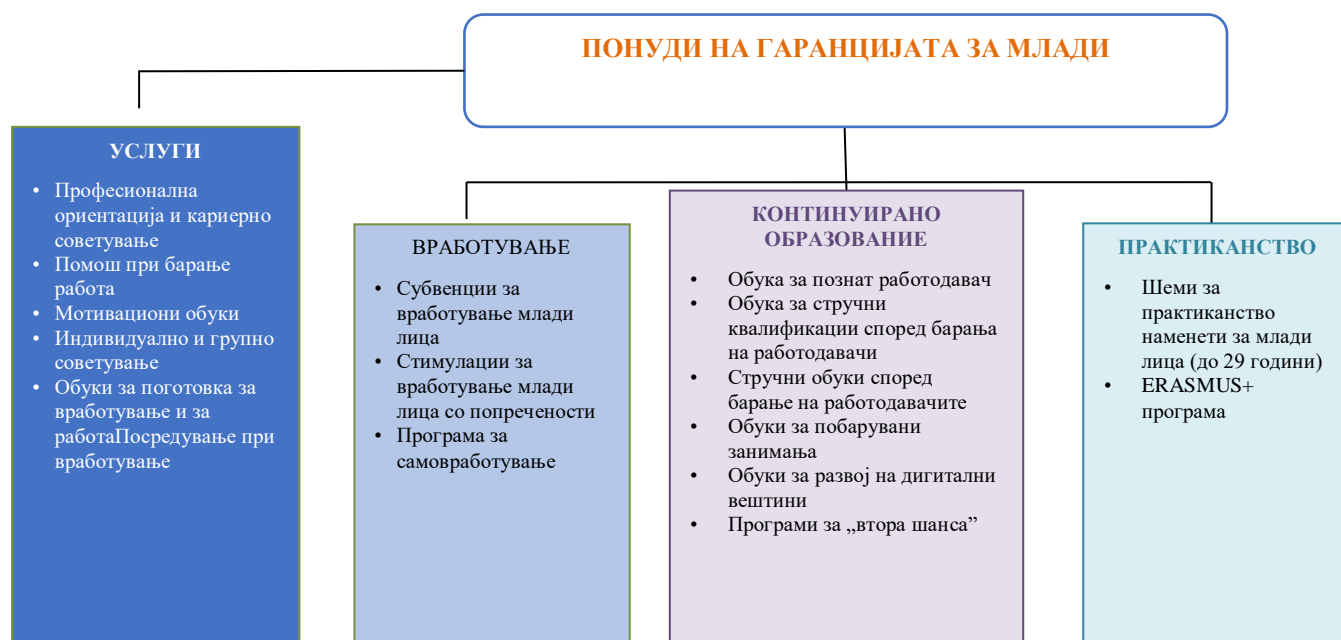 ПОНУДИ НА ГАРАНЦИЈАТА ЗА МЛАДИ
УСЛУГИ
• Професионална
ориентација и кариерно
советување
• Помош при барање
работа
• Мотивациони обуки
• Индивидуално и групно
советување
• Обуки за поготовка за
вработување и за
работаПосредување при
вработување
ВРАБОТУВАЊЕ
• Субвенции за
вработување млади
лица
• Стимулации за
вработување млади
лица со попречености
• Програма за
самовработување
КОНТИНУИРАНО
ОБРАЗОВАНИЕ
• Обука за познат работодавач
• Обука за стручни
квалификации според барања
на работодавачи
• Стручни обуки според
барање на работодавачите
• Обуки за побарувани
занимања
• Обуки за развој на дигитални
вештини
• Програми за „втора шанса”
ПРАКТИКАНСТВО
• Шеми за
практиканство
наменети за млади
лица (до 29 години)
• ERASMUS+
програма